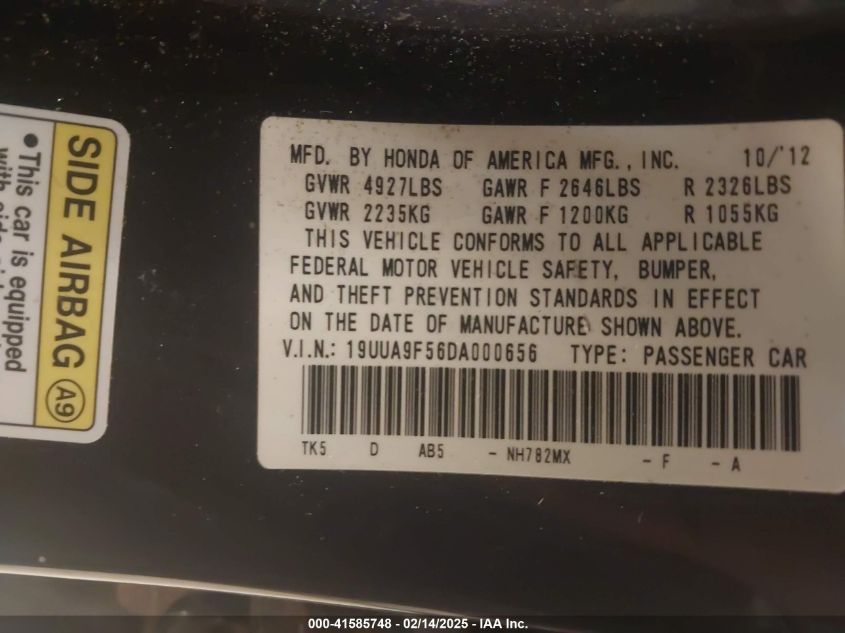 SIDE AIRBAG A9
●This car is equipped
MFD. BY HONDA OF AMERICA MFG., INC. 10/'12
GVWR 4927LBS GAWR F 2646LBS R 2326LBS
GVWR 2235KG GAWR F 1200KG R 1055KG
THIS VEHICLE CONFORMS TO ALL APPLICABLE
FEDERAL MOTOR VEHICLE SAFETY, BUMPER,
AND THEFT PREVENTION STANDARDS IN EFFECT
ON THE DATE OF MANUFACTURE SHOWN ABOVE.
V.I.N.: 19UUA9F56DA000656 TYPE: PASSENGER CAR
TK5 D AB5 - NH782MX - F - A
000-41585748 - 02/14/2025 - IAA Inc.